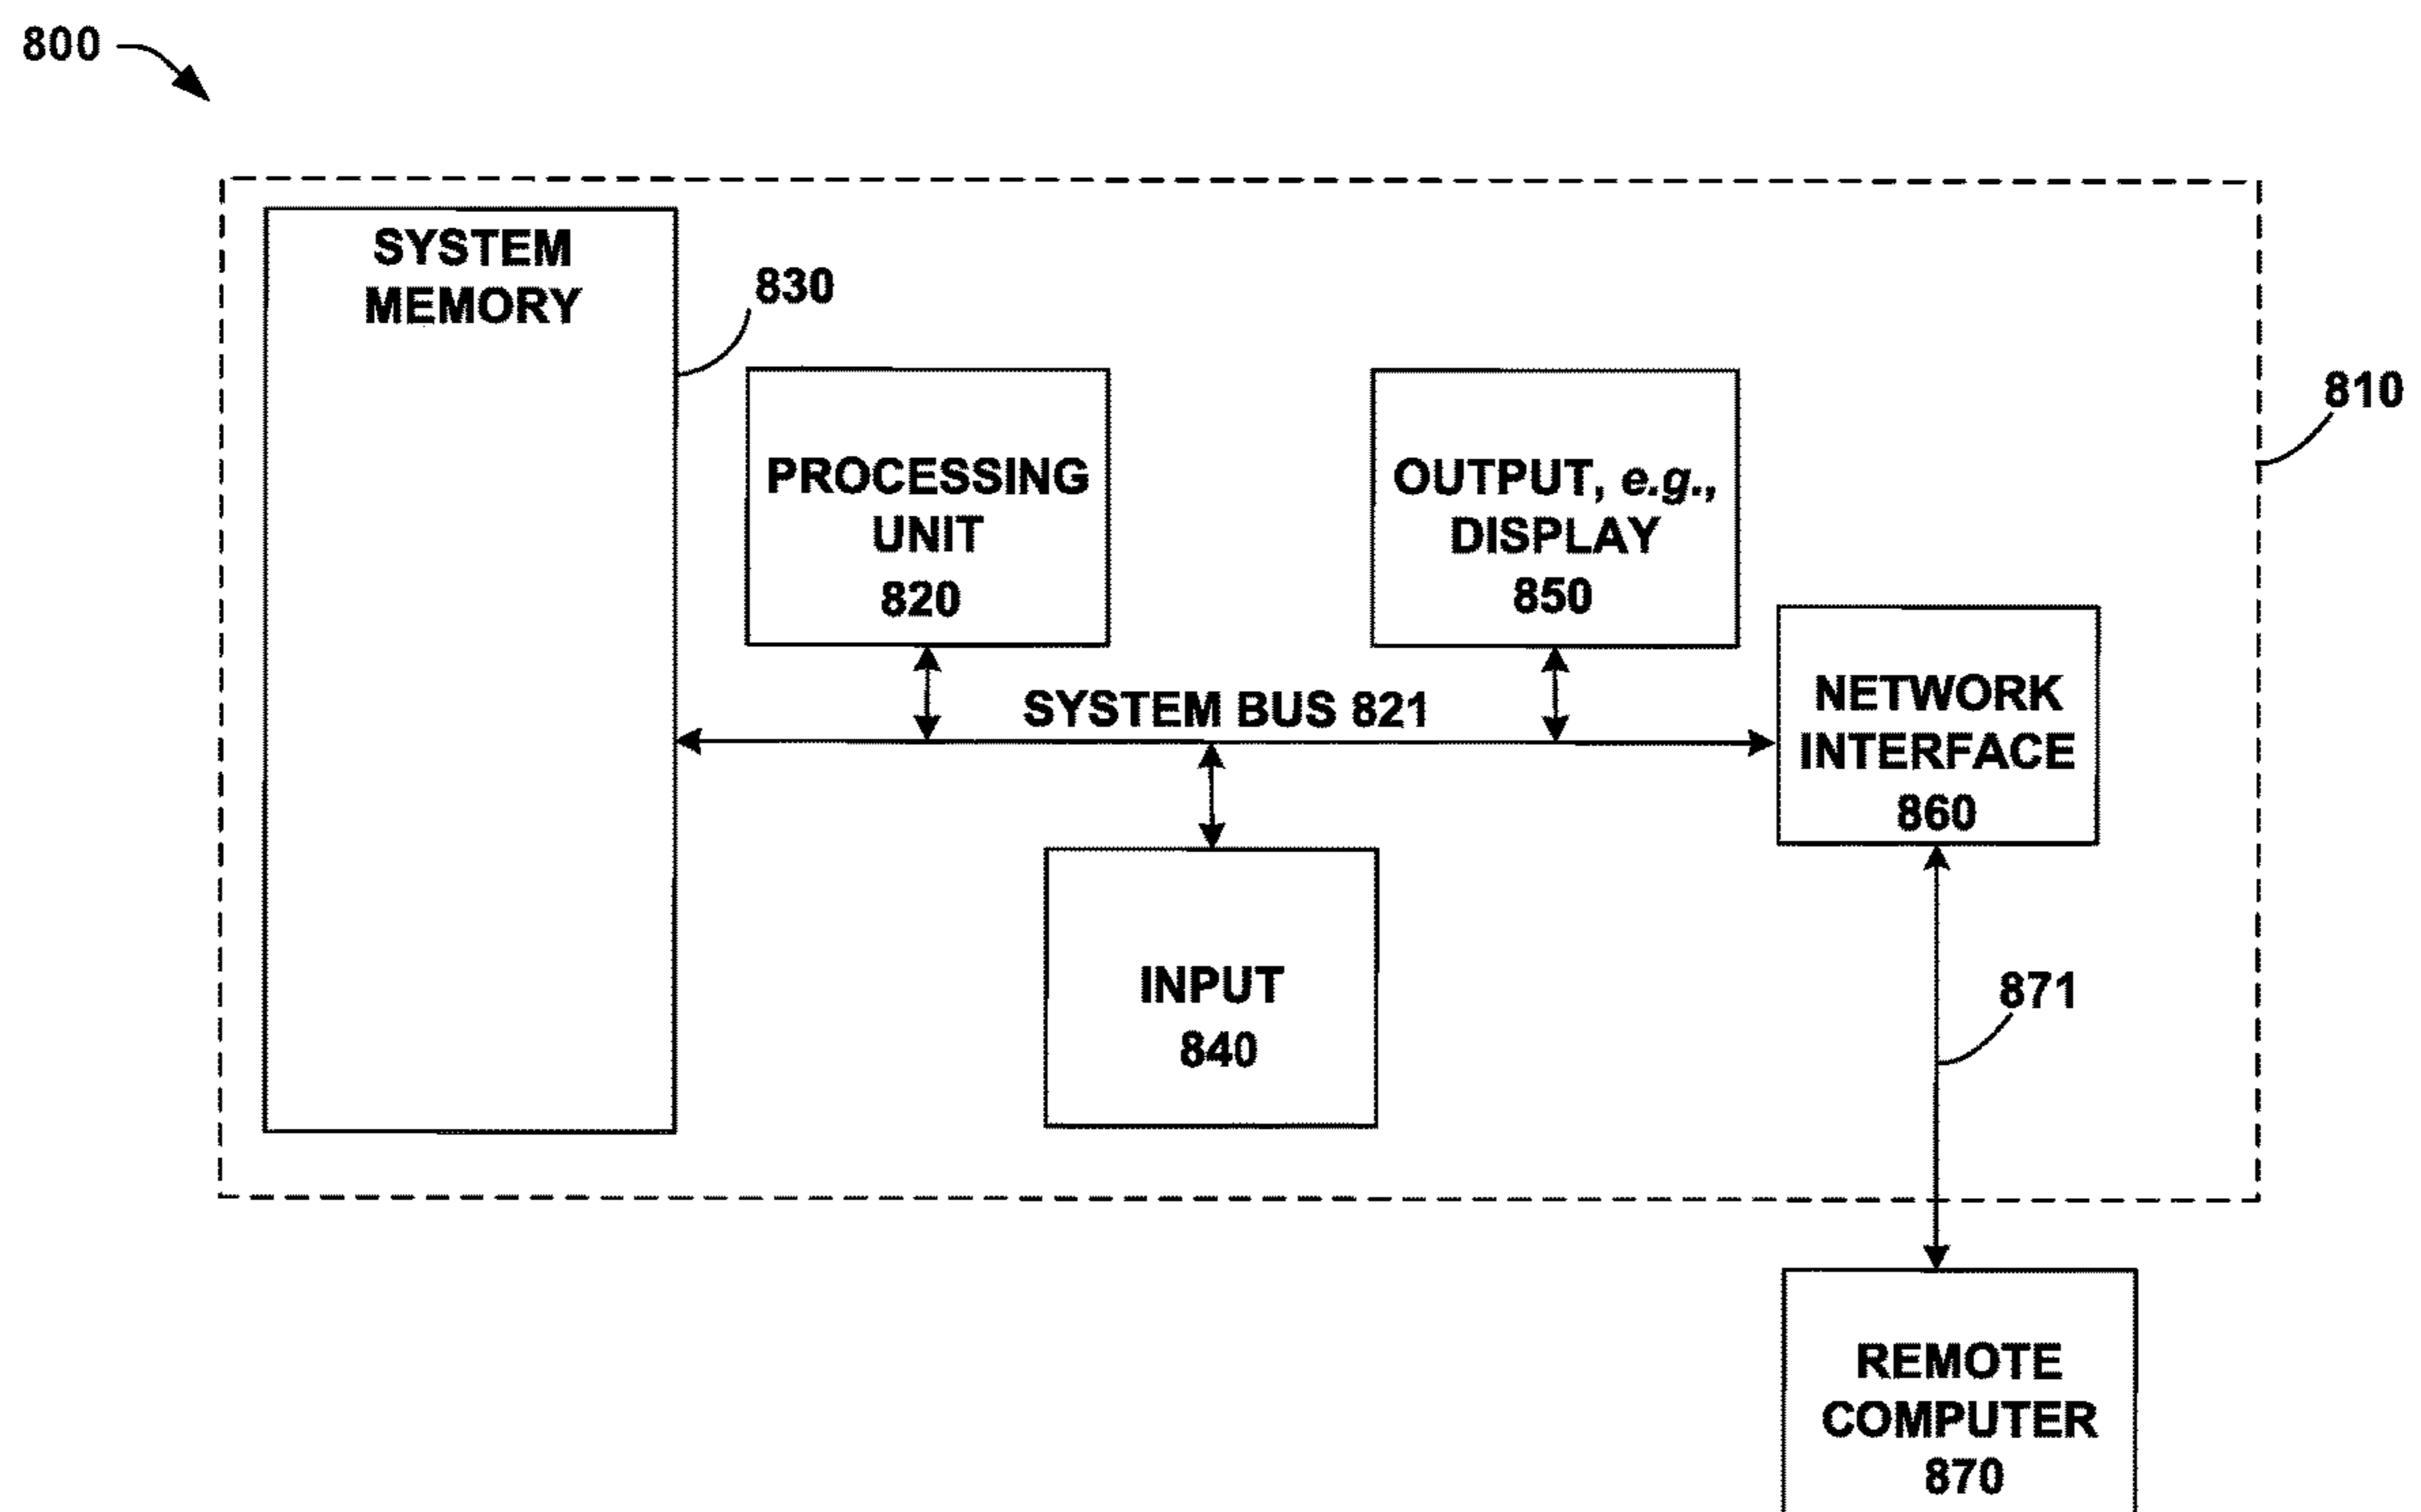 800
SYSTEM
MEMORY
830
810
PROCESSING
UNIT
820
OUTPUT, e.g.,
DISPLAY
850
SYSTEM BUS 821
NETWORK
INTERFACE
860
INPUT
840
871
REMOTE
COMPUTER
870